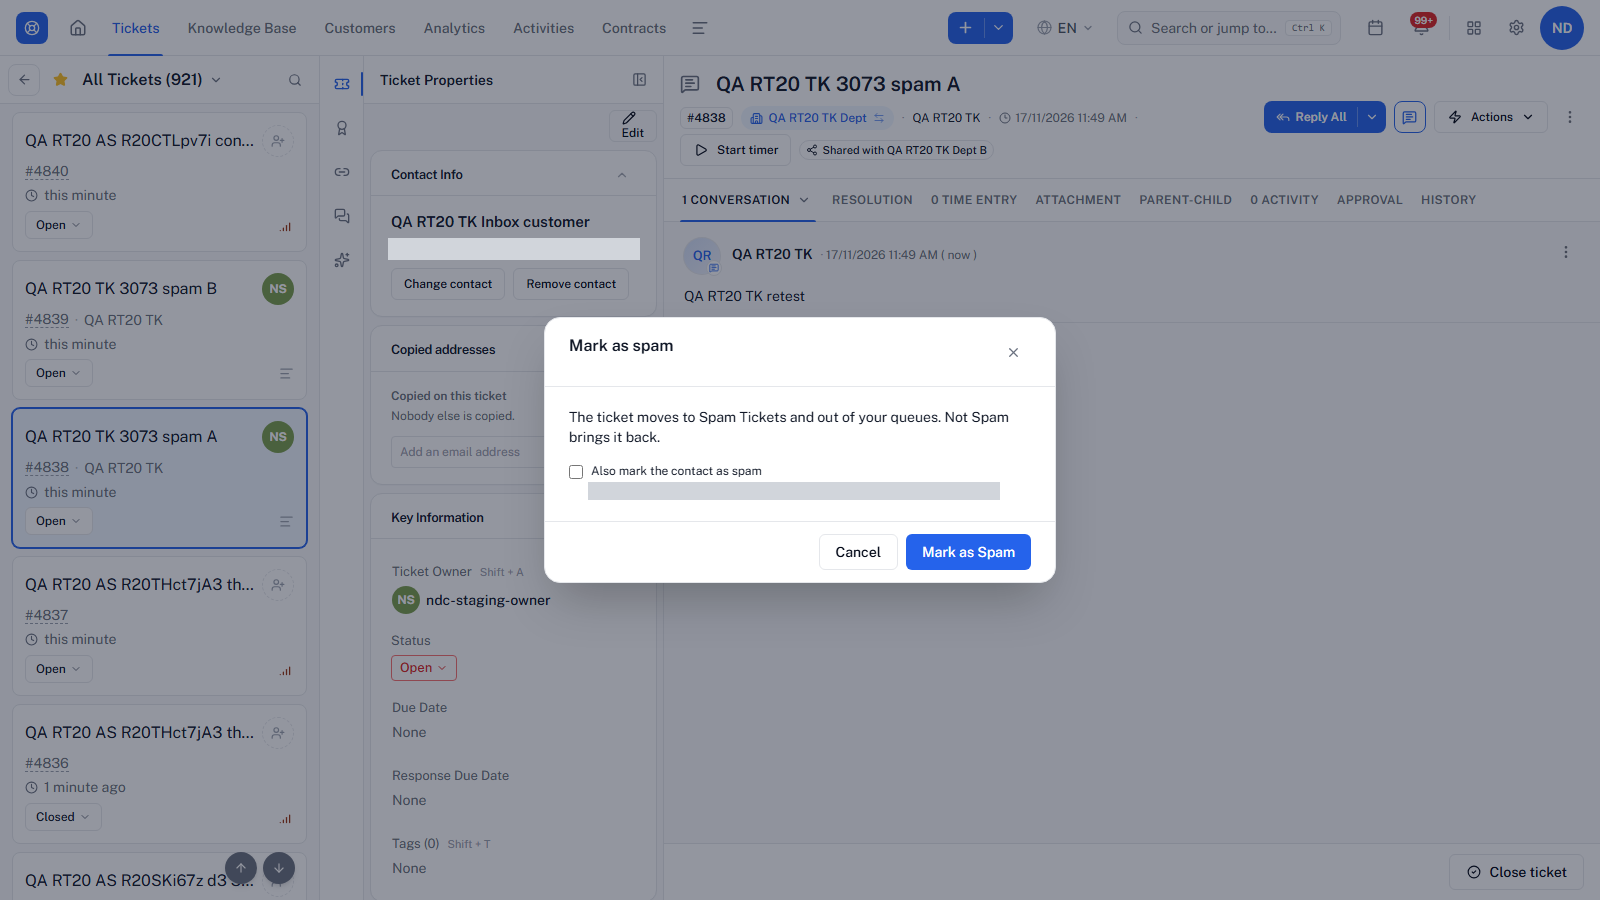 Tickets
Knowledge Base
Customers
Analytics
Activities
Contracts
EN
Search or jump to...
Ctrl K
99+
ND
All Tickets (921)
QA RT20 AS R20CTLpv7i con...
#4840
this minute
Open
QA RT20 TK 3073 spam B
NS
#4839 · QA RT20 TK
this minute
Open
QA RT20 TK 3073 spam A
NS
#4838 · QA RT20 TK
this minute
Open
QA RT20 AS R20THct7jA3 th...
#4837
this minute
Open
QA RT20 AS R20THct7jA3 th...
#4836
1 minute ago
Closed
QA RT20 AS R20SKi67z d3
Ticket Properties
Edit
Contact Info
QA RT20 TK Inbox customer
Change contact
Remove contact
Copied addresses
Copied on this ticket
Nobody else is copied.
Add an email address
Key Information
Ticket Owner Shift + A
NS ndc-staging-owner
Status
Open
Due Date
None
Response Due Date
None
Tags (0) Shift + T
None
QA RT20 TK 3073 spam A
#4838 QA RT20 TK Dept · QA RT20 TK · 17/11/2026 11:49 AM ·
Start timer
Shared with QA RT20 TK Dept B
Reply All
Actions
1 CONVERSATION
RESOLUTION
0 TIME ENTRY
ATTACHMENT
PARENT-CHILD
0 ACTIVITY
APPROVAL
HISTORY
QR
QA RT20 TK · 17/11/2026 11:49 AM ( now )
QA RT20 TK retest
Mark as spam
The ticket moves to Spam Tickets and out of your queues. Not Spam
brings it back.
Also mark the contact as spam
Cancel
Mark as Spam
Close ticket